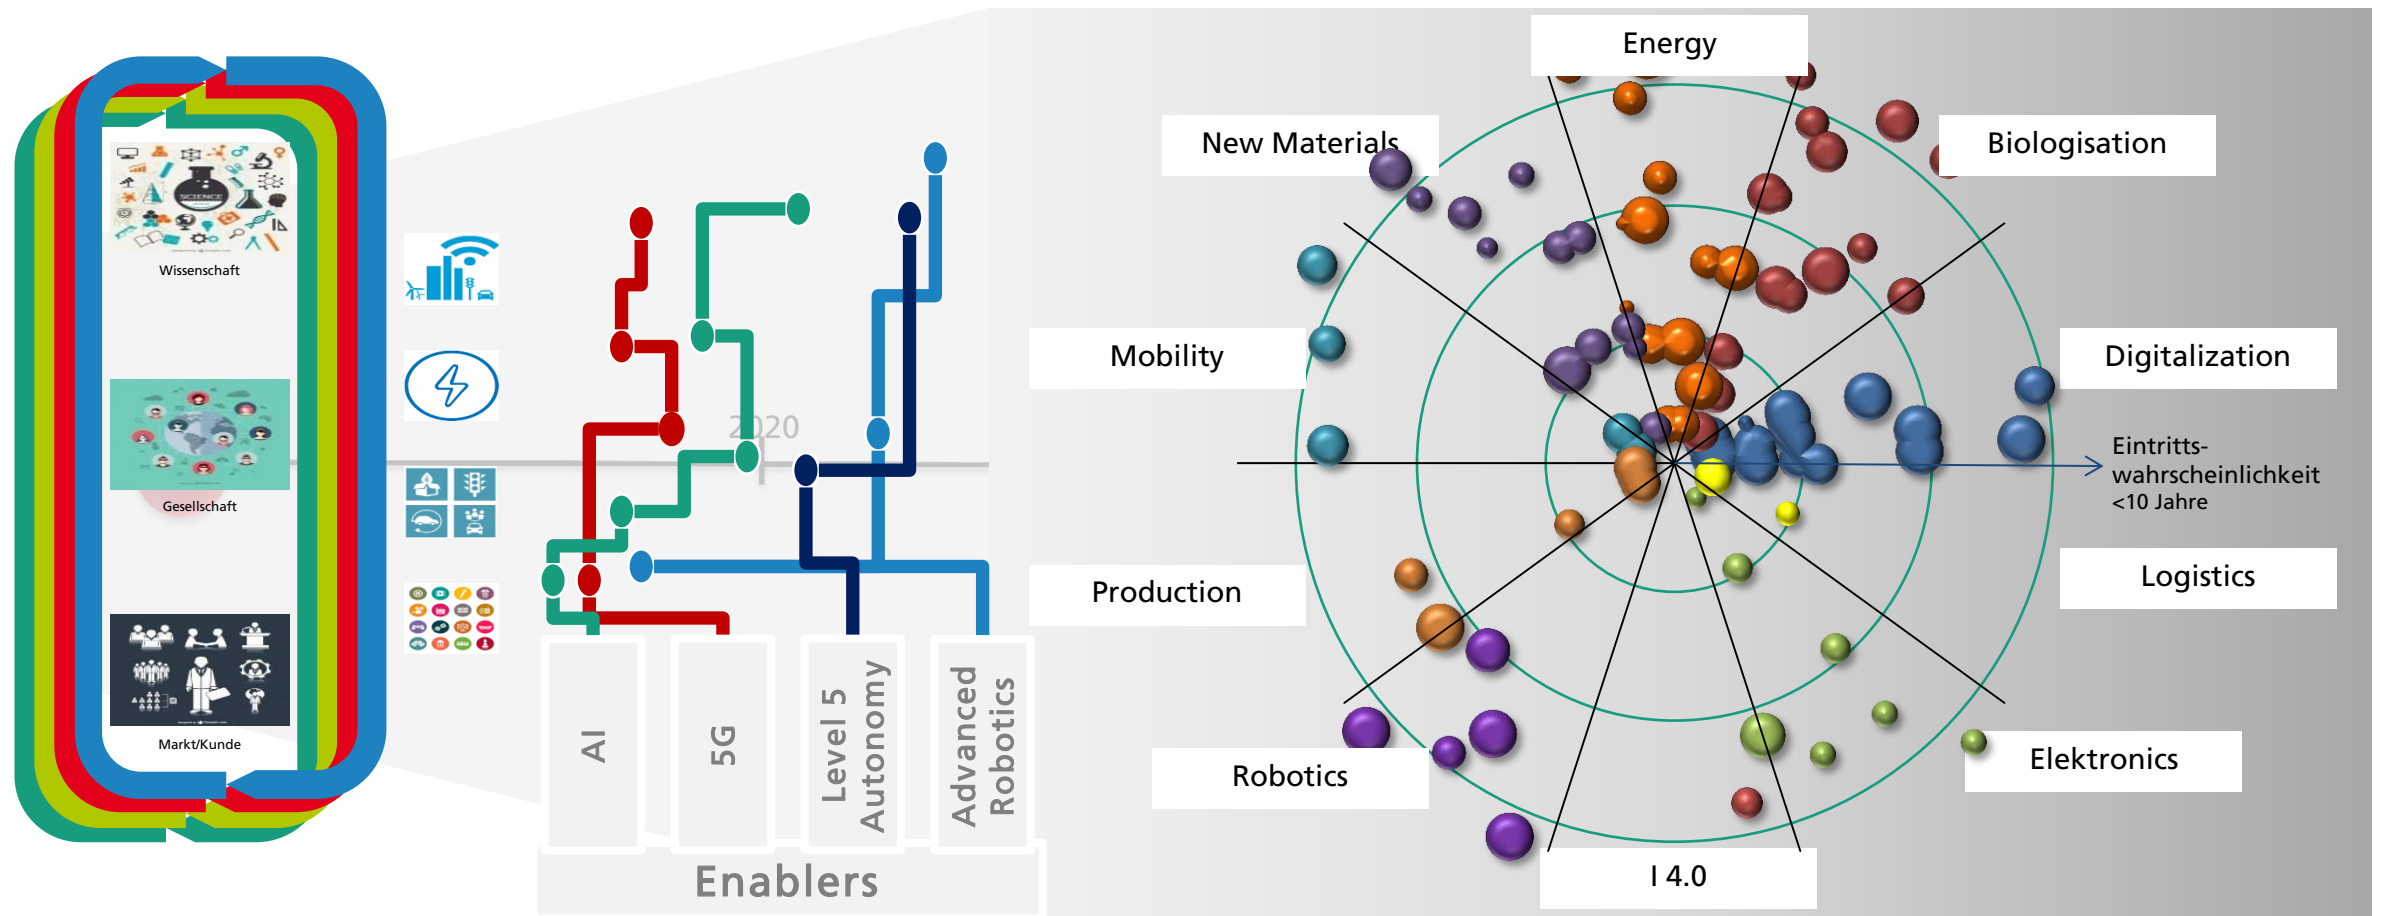 SCIENCE
Wissenschaft
Gesellschaft
Markt/Kunde
2020
AI
5G
Level 5
Autonomy
Advanced
Robotics
Enablers
Energy
New Materials
Biologisation
Mobility
Digitalization
Eintritts-
wahrscheinlichkeit
<10 Jahre
Production
Logistics
Robotics
Elektronics
I 4.0